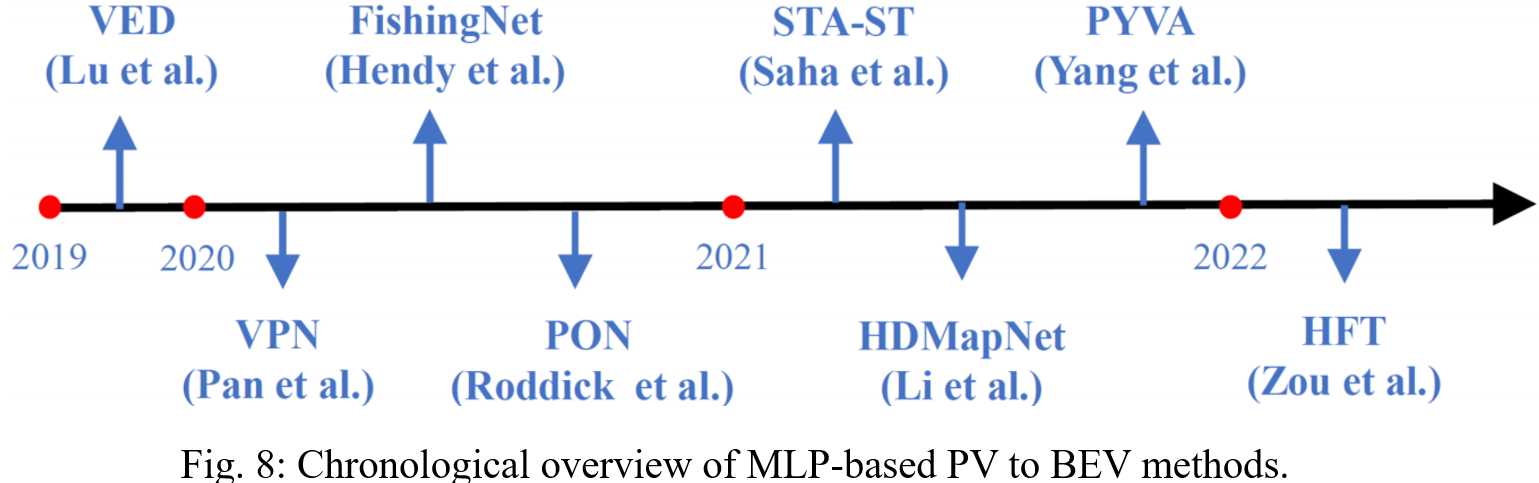 VED
(Lu et al.)
FishingNet
(Hendy et al.)
STA-ST
(Saha et al.)
PYVA
(Yang et al.)
2019
2020
2021
2022
VPN
(Pan et al.)
PON
(Roddick et al.)
HDMapNet
(Li et al.)
HFT
(Zou et al.)
Fig. 8: Chronological overview of MLP-based PV to BEV methods.